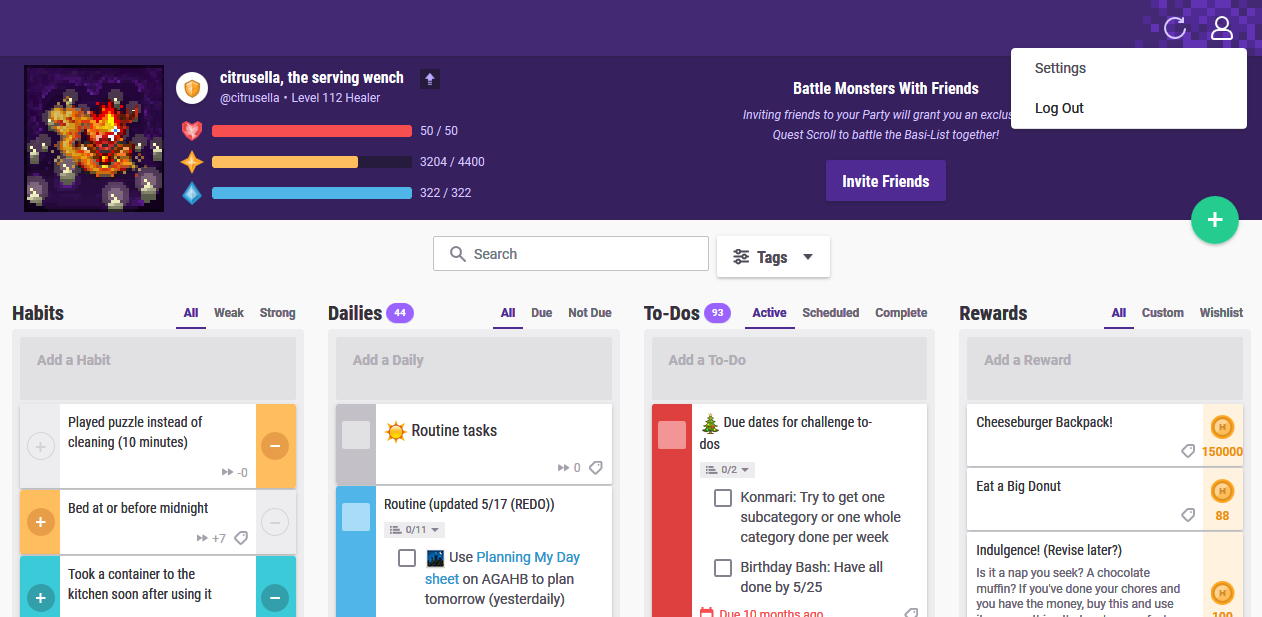 Settings
Log Out
citrusella, the serving wench
@citrusella • Level 112 Healer
50 / 50
3204 / 4400
322 / 322
Battle Monsters With Friends
Inviting friends to your Party will grant you an
Quest Scroll to battle the Basi-List together!
Invite Friends
+
Search
Tags
Habits
All Weak Strong
Add a Habit
Played puzzle instead of
cleaning (10 minutes)
-0
Bed at or before midnight
+7
Took a container to the
kitchen soon after using it
Dailies 44
All Due Not Due
Add a Daily
Routine tasks
0
Routine (updated 5/17 (REDO))
0/11
Use Planning My Day
sheet on AGAHB to plan
tomorrow (yesterdaily)
To-Dos 93
Active Scheduled Complete
Add a To-Do
Due dates for challenge to-
dos
0/2
Konmari: Try to get one
subcategory or one whole
category done per week
Birthday Bash: Have all
done by 5/25
Due 10 months ago
Rewards
All Custom Wishlist
Add a Reward
Cheeseburger Backpack!
H
150000
Eat a Big Donut
H
88
Indulgence! (Revise later?)
Is it a nap you seek? A chocolate
muffin? If you've done your chores and
you have the money, buy this and use
H
100